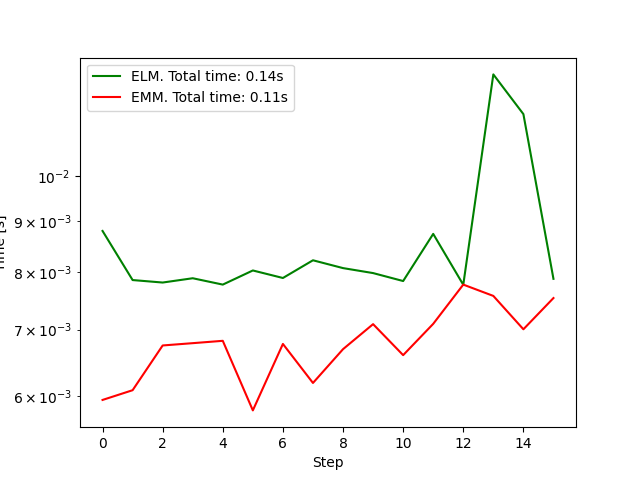 ELM. Total time: 0.14s
EMM. Total time: 0.11s
10⁻²
9 × 10⁻³
8 × 10⁻³
7 × 10⁻³
6 × 10⁻³
Time [s]
0 2 4 6 8 10 12 14
Step